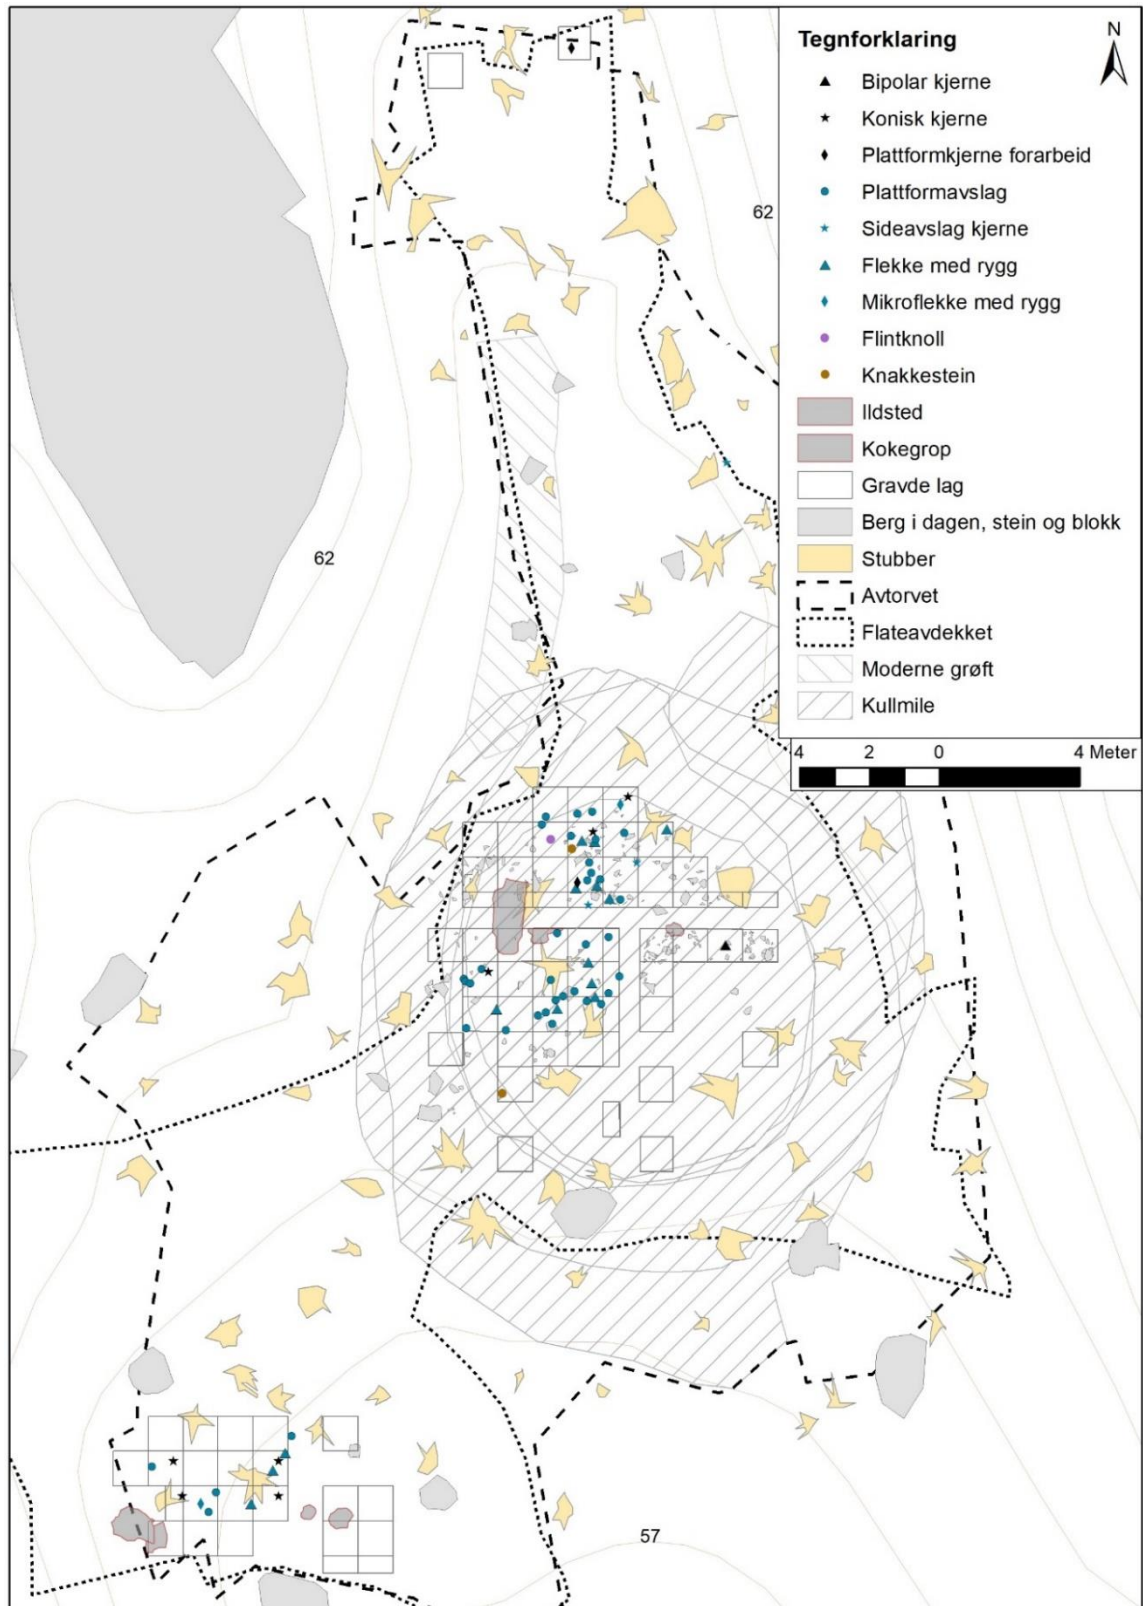 Tegnforklaring
N
Bipolar kjerne
Konisk kjerne
Plattformkjerne forarbeid
Plattformavslag
Sideavslag kjerne
Flekke med rygg
Mikroflekke med rygg
Flintknoll
Knakkestein
Ildsted
Kokegrop
Gravde lag
Berg i dagen, stein og blokk
Stubber
Avtorvet
Flateavdekket
Moderne grøft
Kullmile
4 2 0 4 Meter
62
62
57